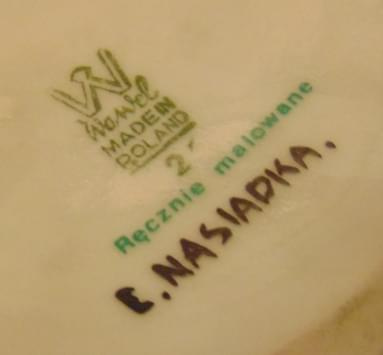 W
Wawel
MADE IN
POLAND
2
Ręcznie malowane
E. NASIADKA.